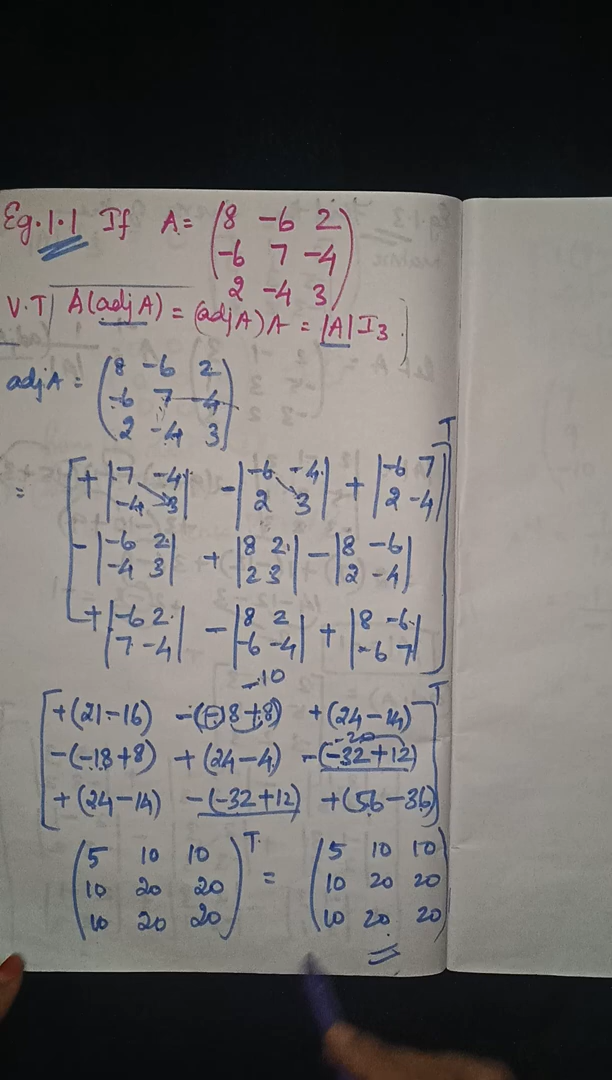 Eg.1.1 If A = (8 -6 2
-6 7 -4
2 -4 3)
V.T A(adj A) = (adj A) A = |A| I3
adj A = (8 -6 2
-6 7 -4
2 -4 3)
= [+|7 -4 -4 3| -|-6 -4 2 3| +|-6 7 2 -4|
-|-6 2 -4 3| +|8 2 2 3| -|8 -6 2 -4|
+|-6 2 7 -4| -|8 2 -6 -4| +|8 -6 -6 7|]T
-10
[+(21-16) -(-18+8) +(24-14)
-20
-(-18+8) +(24-4) -(-32+12)
+(24-14) -(-32+12) +(56-36)]T
(5 10 10
10 20 20
10 20 20)T = (5 10 10
10 20 20
10 20 20)